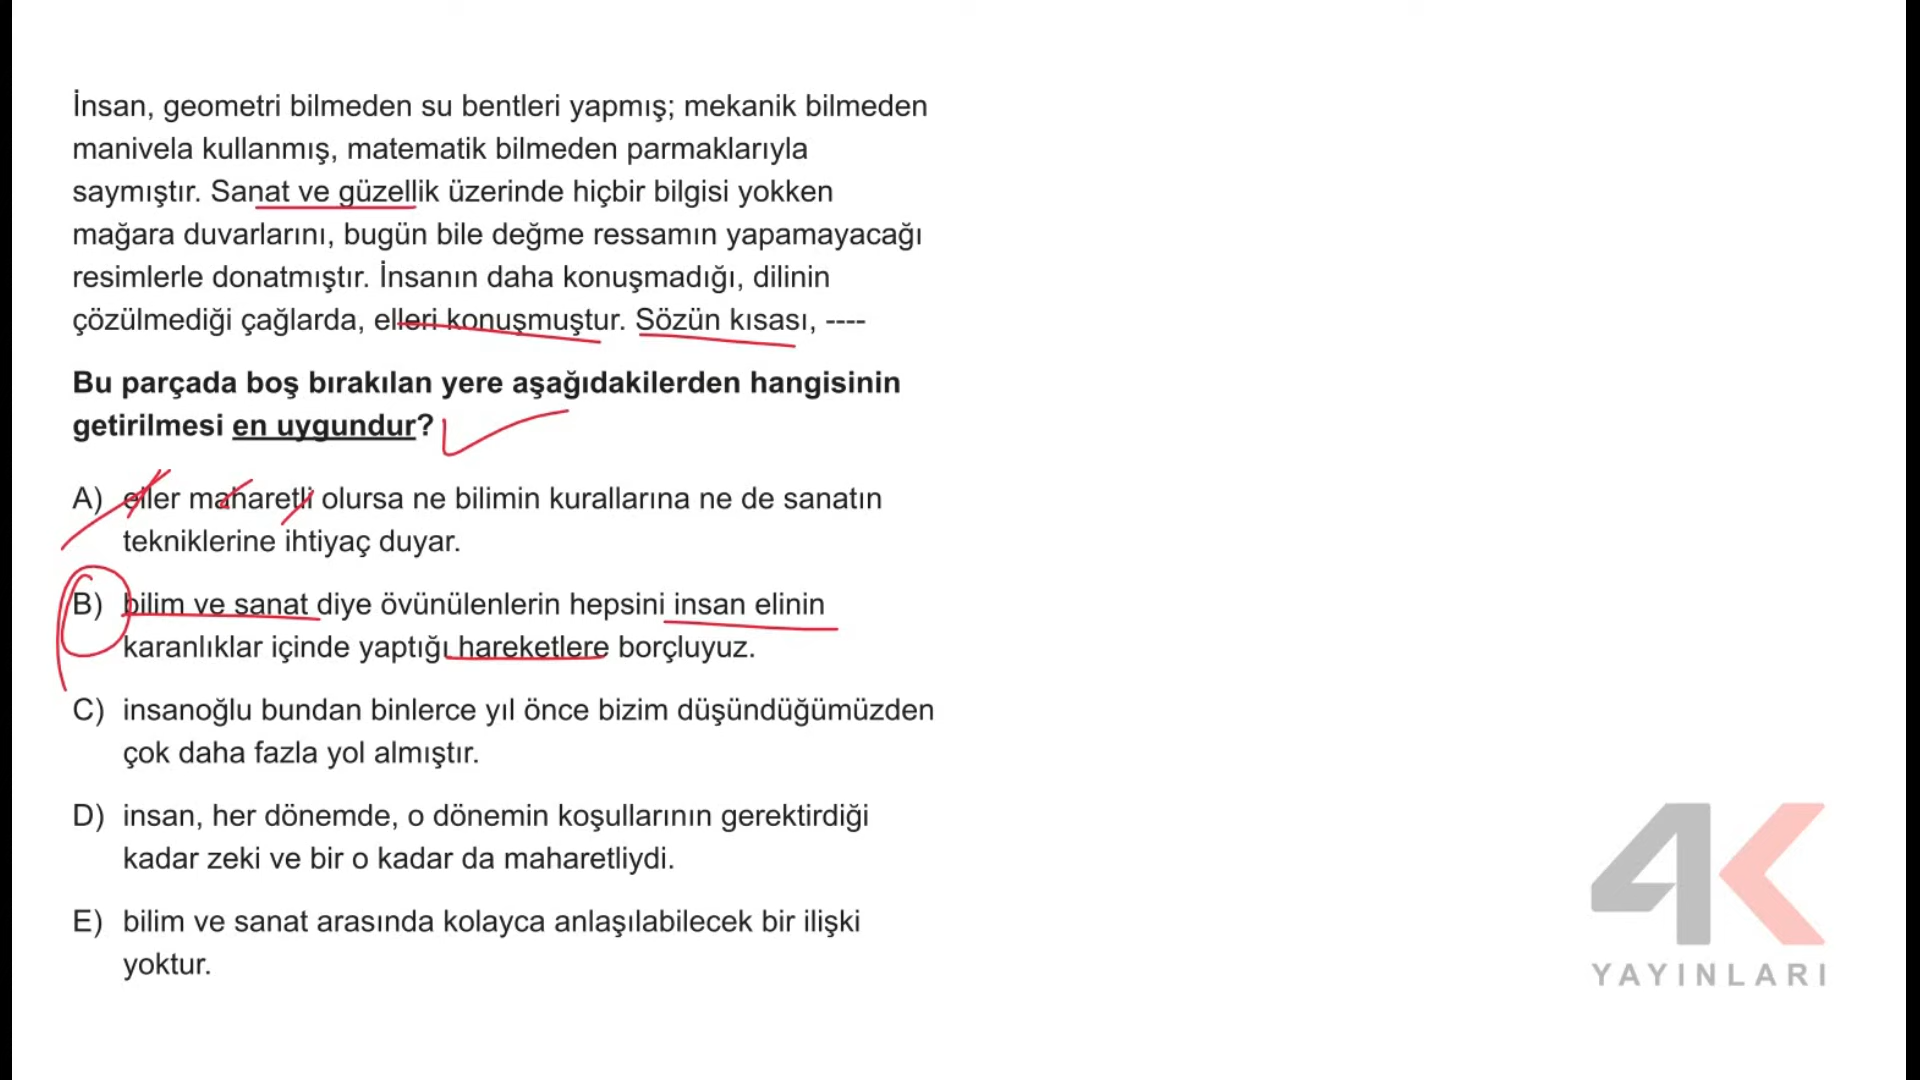 İnsan, geometri bilmeden su bentleri yapmış; mekanik bilmeden
manivela kullanmış, matematik bilmeden parmaklarıyla
saymıştır. Sanat ve güzellik üzerinde hiçbir bilgisi yokken
mağara duvarlarını, bugün bile değme ressamın yapamayacağı
resimlerle donatmıştır. İnsanın daha konuşmadığı, dilinin
çözülmediği çağlarda, elleri konuşmuştur. Sözün kısası, ----
Bu parçada boş bırakılan yere aşağıdakilerden hangisinin
getirilmesi en uygundur?
A) eller maharetli olursa ne bilimin kurallarına ne de sanatın
tekniklerine ihtiyaç duyar.
B) bilim ve sanat diye övünülenlerin hepsini insan elinin
karanlıklar içinde yaptığı hareketlere borçluyuz.
C) insanoğlu bundan binlerce yıl önce bizim düşündüğümüzden
çok daha fazla yol almıştır.
D) insan, her dönemde, o dönemin koşullarının gerektirdiği
kadar zeki ve bir o kadar da maharetliydi.
E) bilim ve sanat arasında kolayca anlaşılabilecek bir ilişki
yoktur.
4K
YAYINLARI